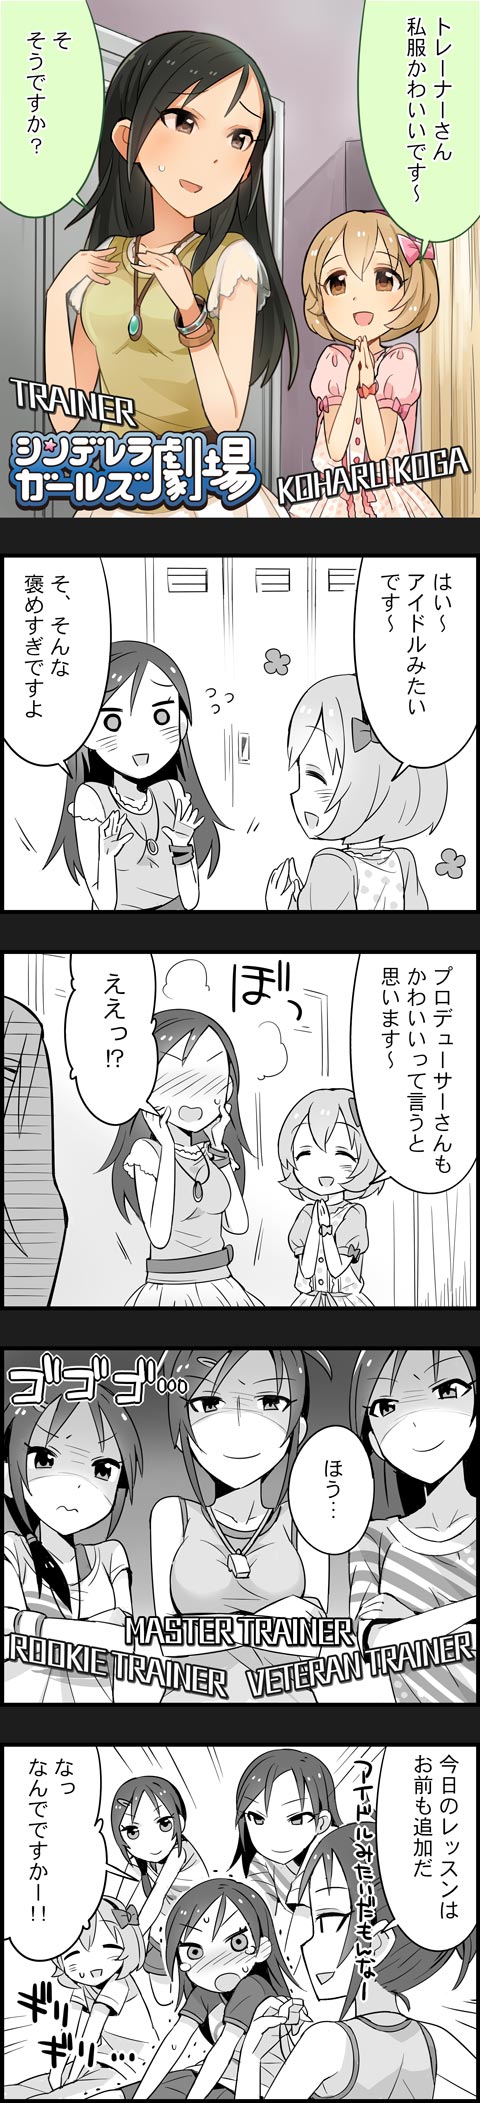 トレーナーさん
私服かわいいです～
そ
そうですか？
TRAINER
シンデレラ
ガールズ劇場
KOHARU KOGA
はい～
アイドルみたい
です～
そ、そんな
褒めすぎですよ
プロデューサーさんも
かわいいって言うと
思います～
ぼっ
ええっ!?
ゴゴゴ…
ほう…
MASTER TRAINER
ROOKIE TRAINER
VETERAN TRAINER
今日のレッスンは
お前も追加だ
アイドルみたいだもんなー
なっ
なんでですかー!!
ギリ
ギリ…